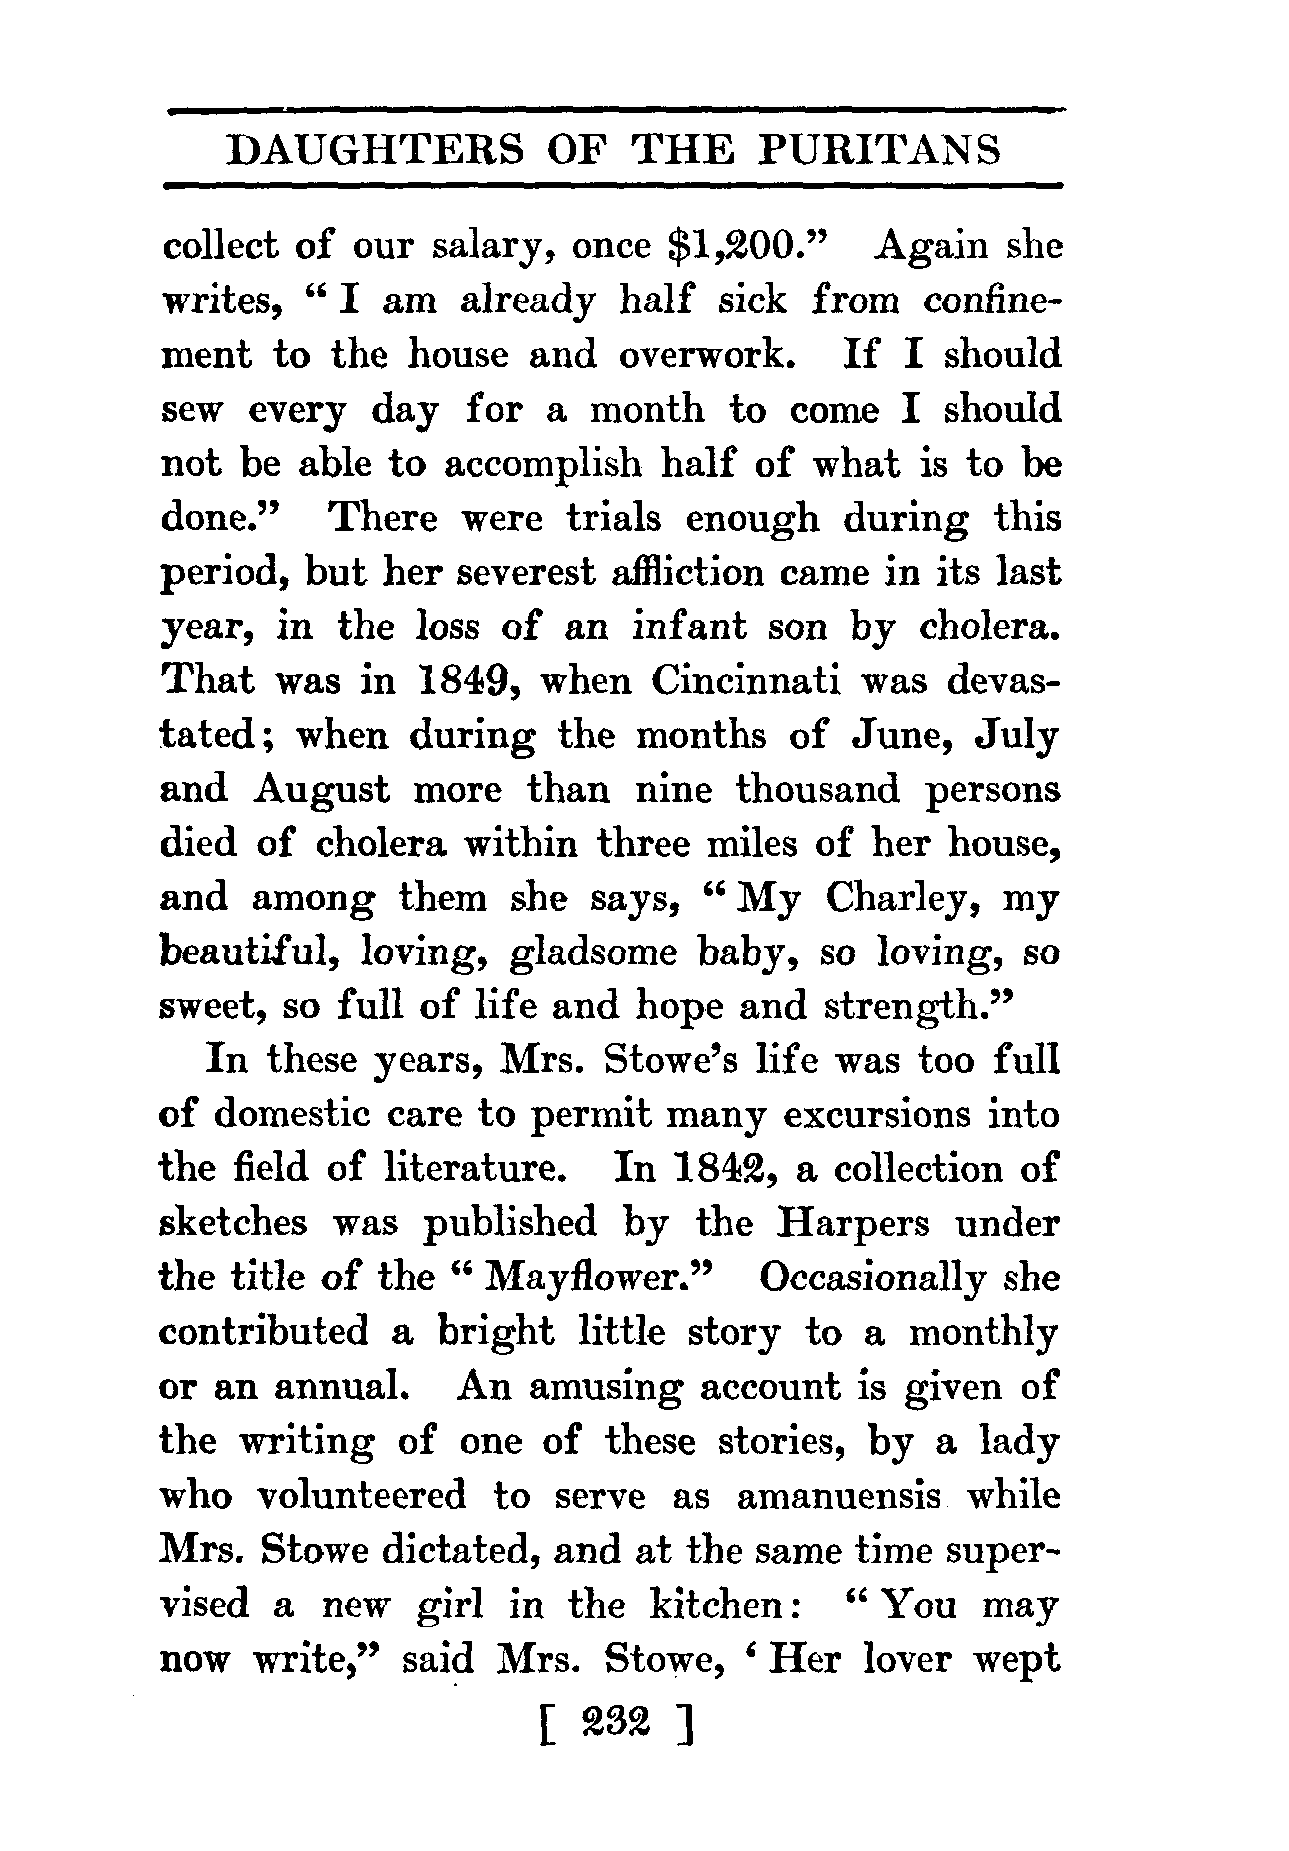 DAUGHTERS OF THE PURITANS
collect of our salary, once $1,200.” Again she
writes, “ I am already half sick from confine-
ment to the house and overwork. If I should
sew every day for a month to come I should
not be able to accomplish half of what is to be
done.” There were trials enough during this
period, but her severest affliction came in its last
year, in the loss of an infant son by cholera.
That was in 1849, when Cincinnati was devas-
tated; when during the months of June, July
and August more than nine thousand persons
died of cholera within three miles of her house,
and among them she says, “ My Charley, my
beautiful, loving, gladsome baby, so loving, so
sweet, so full of life and hope and strength.”
In these years, Mrs. Stowe’s life was too full
of domestic care to permit many excursions into
the field of literature. In 1842, a collection of
sketches was published by the Harpers under
the title of the “ Mayflower.” Occasionally she
contributed a bright little story to a monthly
or an annual. An amusing account is given of
the writing of one of these stories, by a lady
who volunteered to serve as amanuensis while
Mrs. Stowe dictated, and at the same time super-
vised a new girl in the kitchen: “ You may
now write,” said Mrs. Stowe, ‘ Her lover wept
[ 232 ]